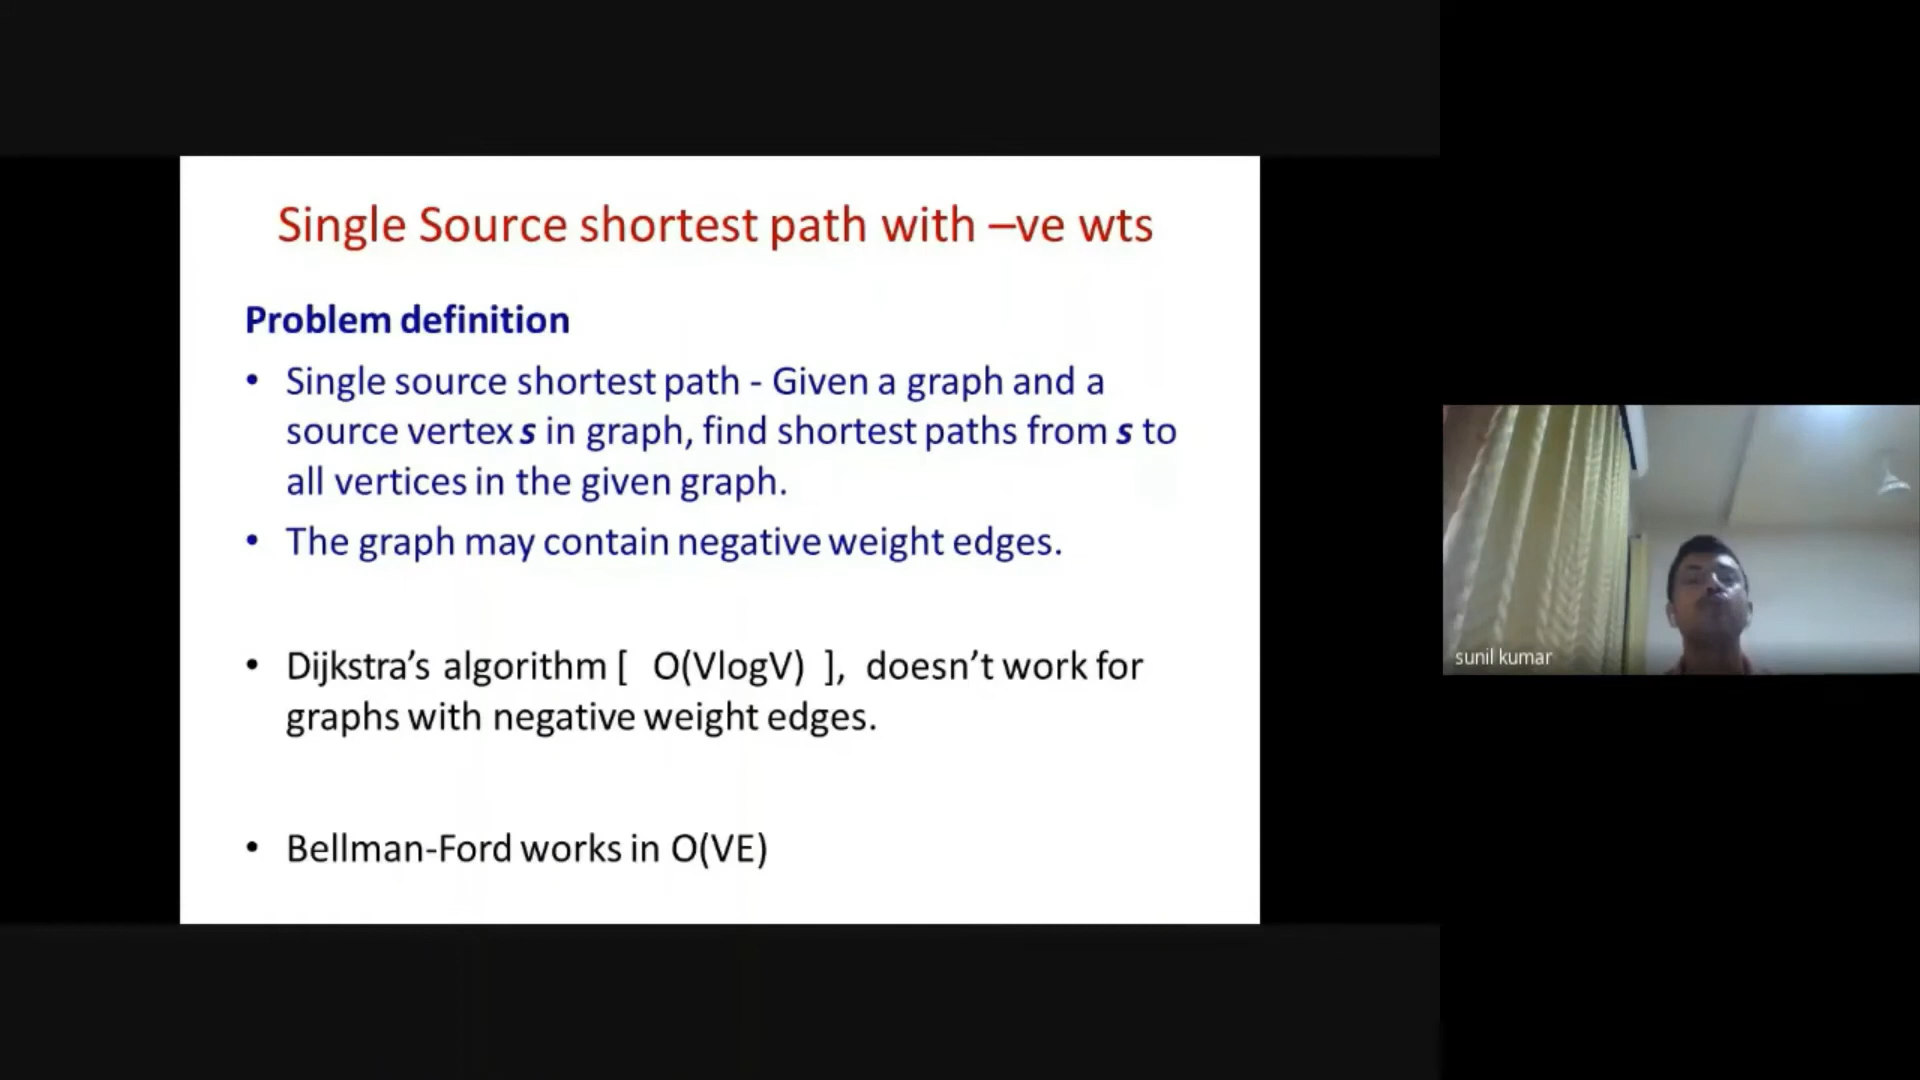 Single Source shortest path with –ve wts
Problem definition
• Single source shortest path - Given a graph and a
source vertex s in graph, find shortest paths from s to
all vertices in the given graph.
• The graph may contain negative weight edges.
• Dijkstra’s algorithm [ O(VlogV) ], doesn’t work for
graphs with negative weight edges.
• Bellman-Ford works in O(VE)
sunil kumar